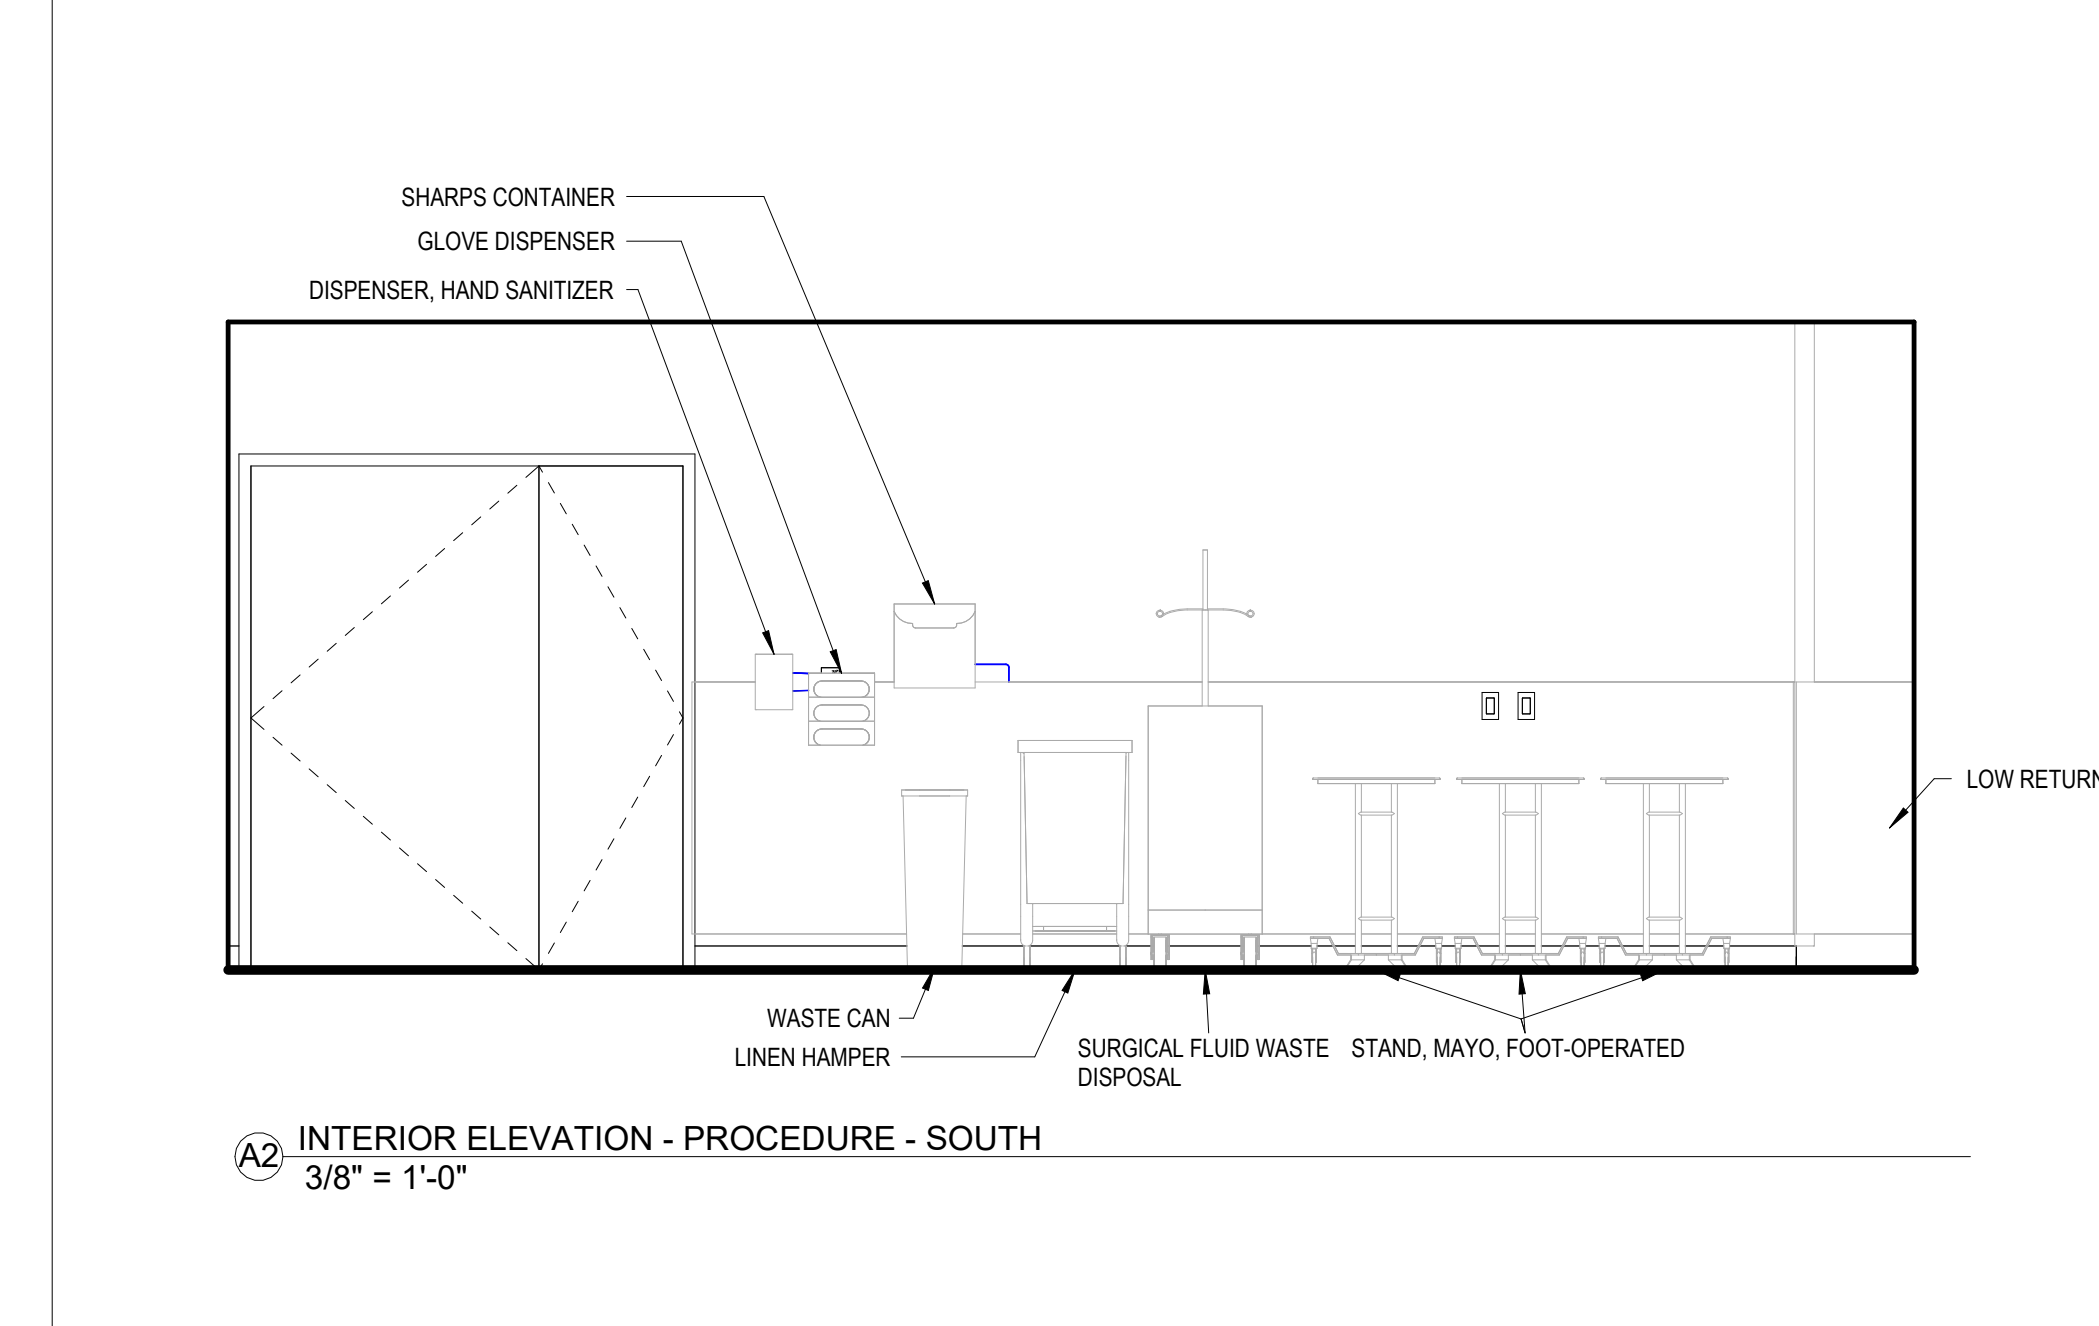 SHARPS CONTAINER
GLOVE DISPENSER
DISPENSER, HAND SANITIZER
LOW RETURN
WASTE CAN
LINEN HAMPER
SURGICAL FLUID WASTE
DISPOSAL
STAND, MAYO, FOOT-OPERATED
A2
INTERIOR ELEVATION - PROCEDURE - SOUTH
3/8" = 1'-0"